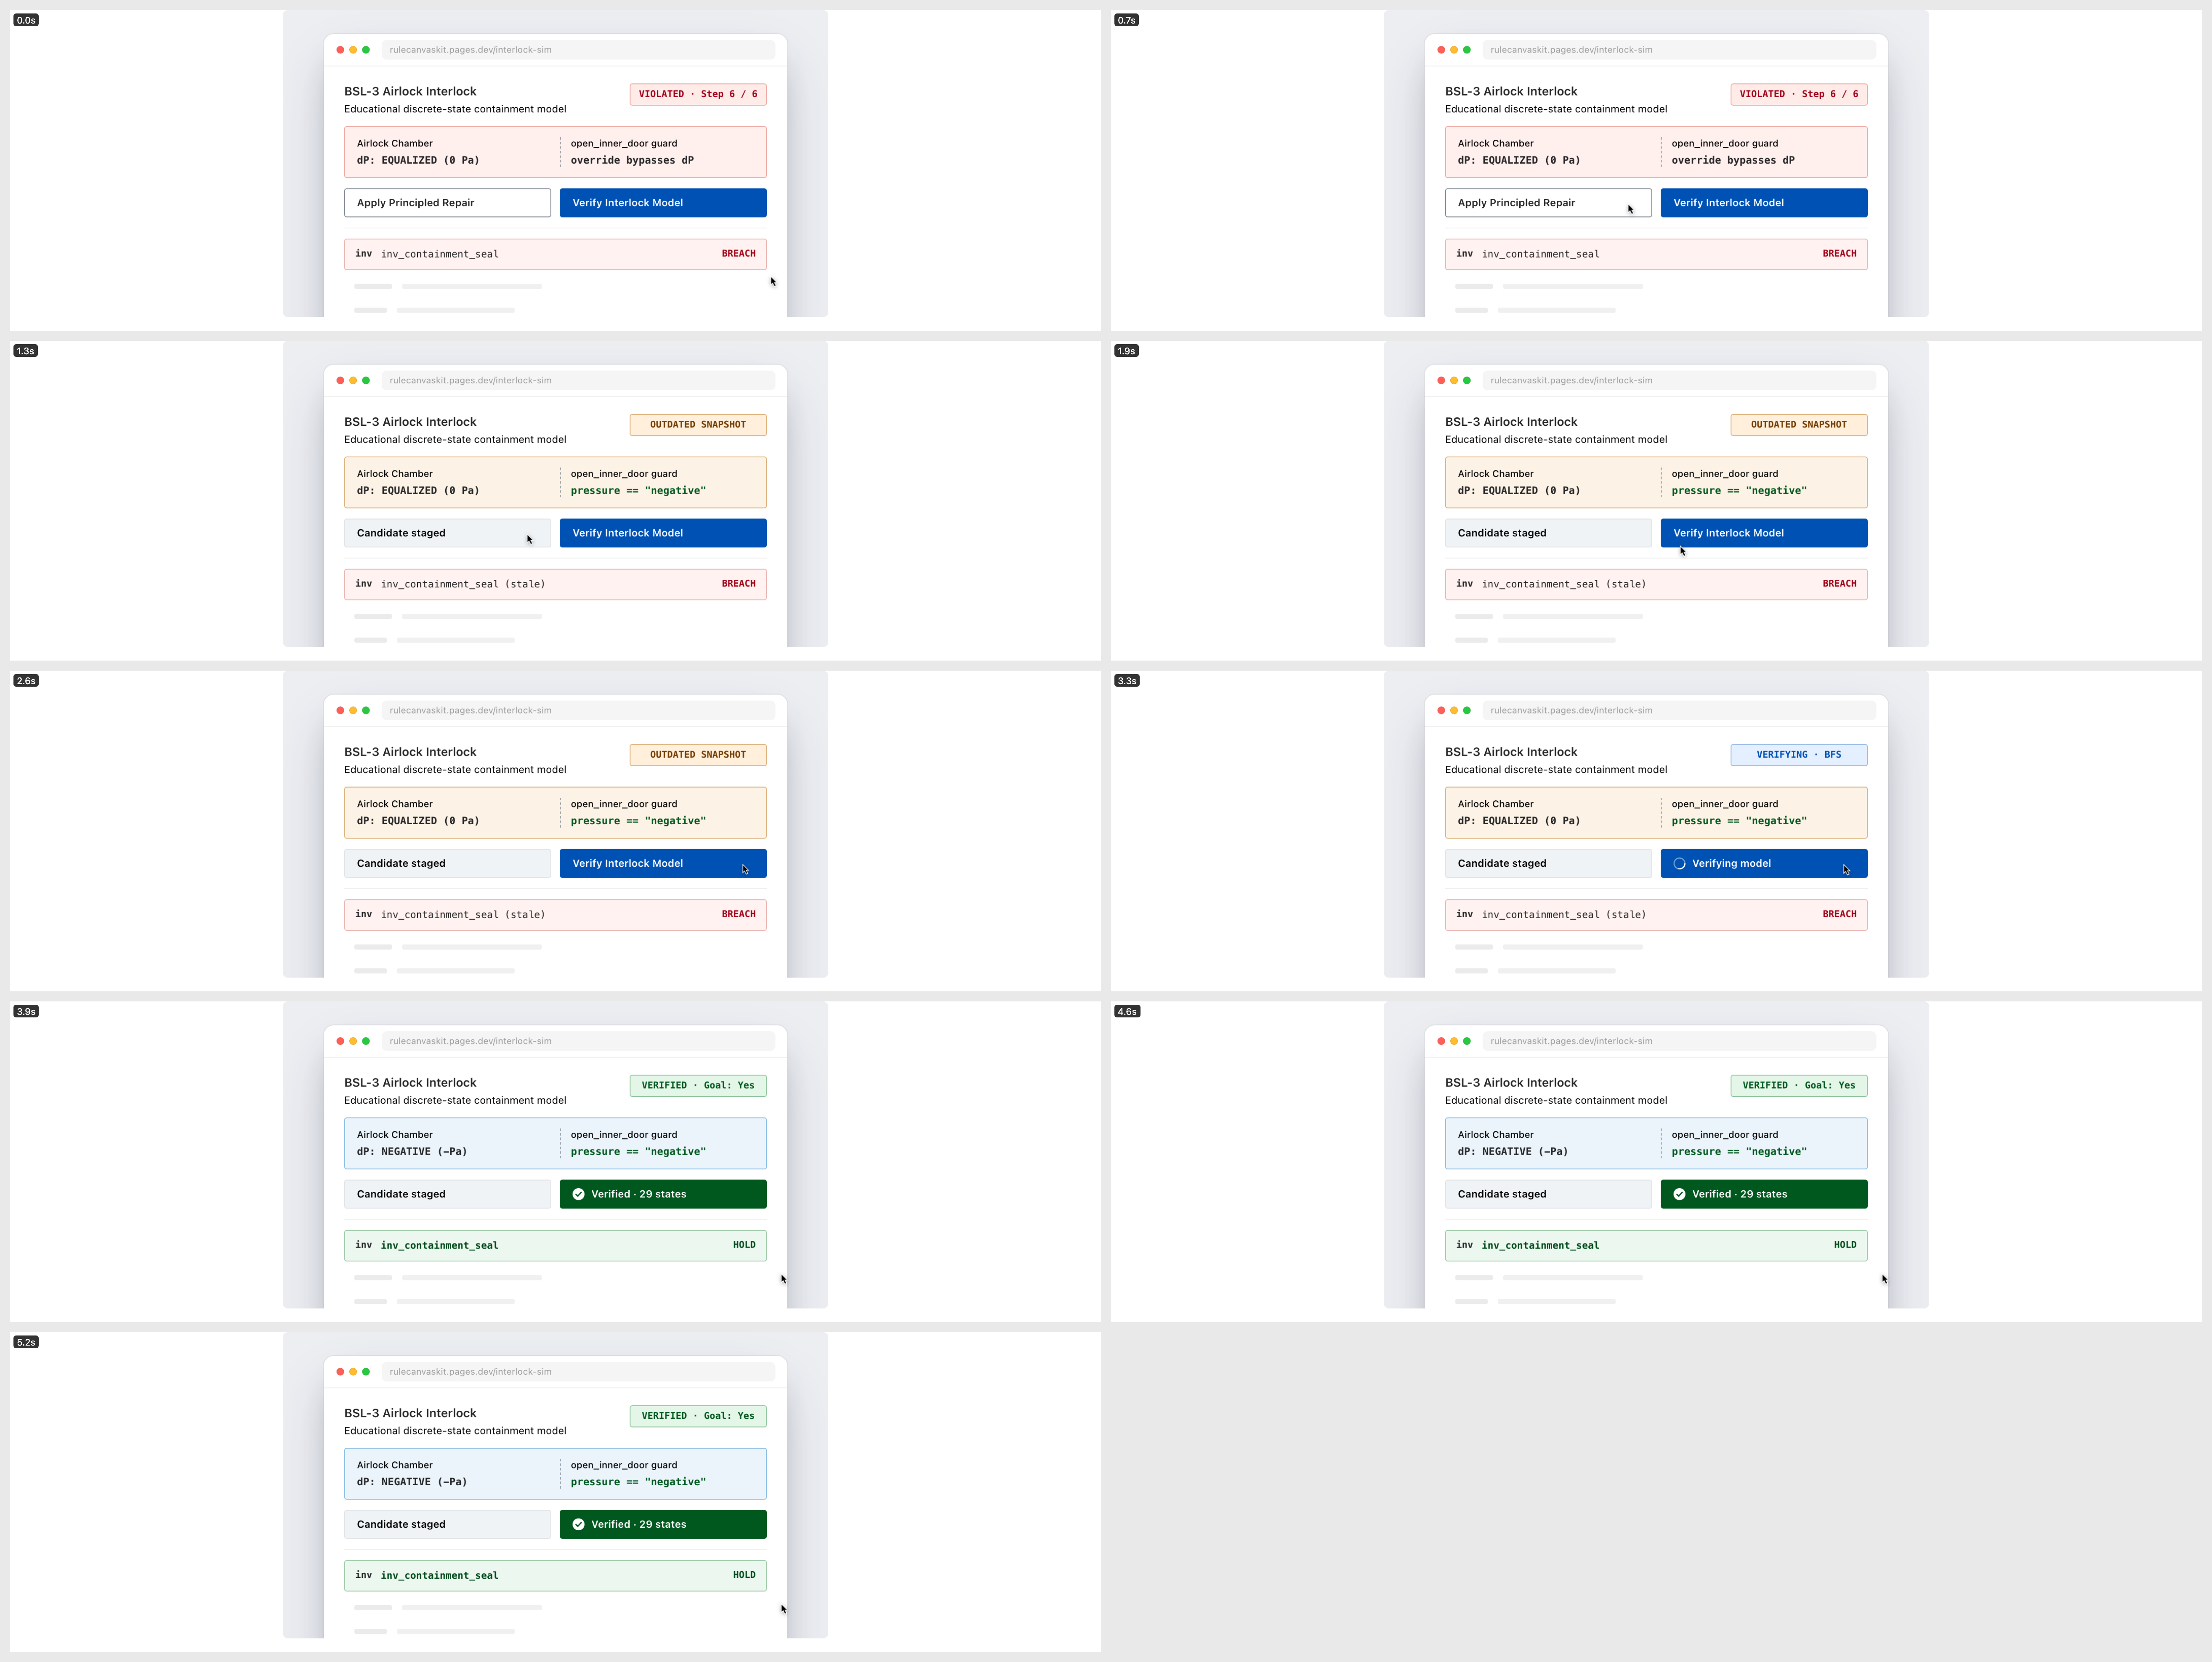 0.0s
rulecanvaskit.pages.dev/interlock-sim
BSL-3 Airlock Interlock
VIOLATED · Step 6 / 6
Educational discrete-state containment model
Airlock Chamber
open_inner_door guard
dP: EQUALIZED (0 Pa)
override bypasses dP
Apply Principled Repair
Verify Interlock Model
inv inv_containment_seal
BREACH
0.7s
rulecanvaskit.pages.dev/interlock-sim
BSL-3 Airlock Interlock
VIOLATED · Step 6 / 6
Educational discrete-state containment model
Airlock Chamber
open_inner_door guard
dP: EQUALIZED (0 Pa)
override bypasses dP
Apply Principled Repair
Verify Interlock Model
inv inv_containment_seal
BREACH
1.3s
rulecanvaskit.pages.dev/interlock-sim
BSL-3 Airlock Interlock
OUTDATED SNAPSHOT
Educational discrete-state containment model
Airlock Chamber
open_inner_door guard
dP: EQUALIZED (0 Pa)
pressure == "negative"
Candidate staged
Verify Interlock Model
inv inv_containment_seal (stale)
BREACH
1.9s
rulecanvaskit.pages.dev/interlock-sim
BSL-3 Airlock Interlock
OUTDATED SNAPSHOT
Educational discrete-state containment model
Airlock Chamber
open_inner_door guard
dP: EQUALIZED (0 Pa)
pressure == "negative"
Candidate staged
Verify Interlock Model
inv inv_containment_seal (stale)
BREACH
2.6s
rulecanvaskit.pages.dev/interlock-sim
BSL-3 Airlock Interlock
OUTDATED SNAPSHOT
Educational discrete-state containment model
Airlock Chamber
open_inner_door guard
dP: EQUALIZED (0 Pa)
pressure == "negative"
Candidate staged
Verify Interlock Model
inv inv_containment_seal (stale)
BREACH
3.3s
rulecanvaskit.pages.dev/interlock-sim
BSL-3 Airlock Interlock
VERIFYING · BFS
Educational discrete-state containment model
Airlock Chamber
open_inner_door guard
dP: EQUALIZED (0 Pa)
pressure == "negative"
Candidate staged
Verifying model
inv inv_containment_seal (stale)
BREACH
3.9s
rulecanvaskit.pages.dev/interlock-sim
BSL-3 Airlock Interlock
VERIFIED · Goal: Yes
Educational discrete-state containment model
Airlock Chamber
open_inner_door guard
dP: NEGATIVE (−Pa)
pressure == "negative"
Candidate staged
Verified · 29 states
inv inv_containment_seal
HOLD
4.6s
rulecanvaskit.pages.dev/interlock-sim
BSL-3 Airlock Interlock
VERIFIED · Goal: Yes
Educational discrete-state containment model
Airlock Chamber
open_inner_door guard
dP: NEGATIVE (−Pa)
pressure == "negative"
Candidate staged
Verified · 29 states
inv inv_containment_seal
HOLD
5.2s
rulecanvaskit.pages.dev/interlock-sim
BSL-3 Airlock Interlock
VERIFIED · Goal: Yes
Educational discrete-state containment model
Airlock Chamber
open_inner_door guard
dP: NEGATIVE (−Pa)
pressure == "negative"
Candidate staged
Verified · 29 states
inv inv_containment_seal
HOLD